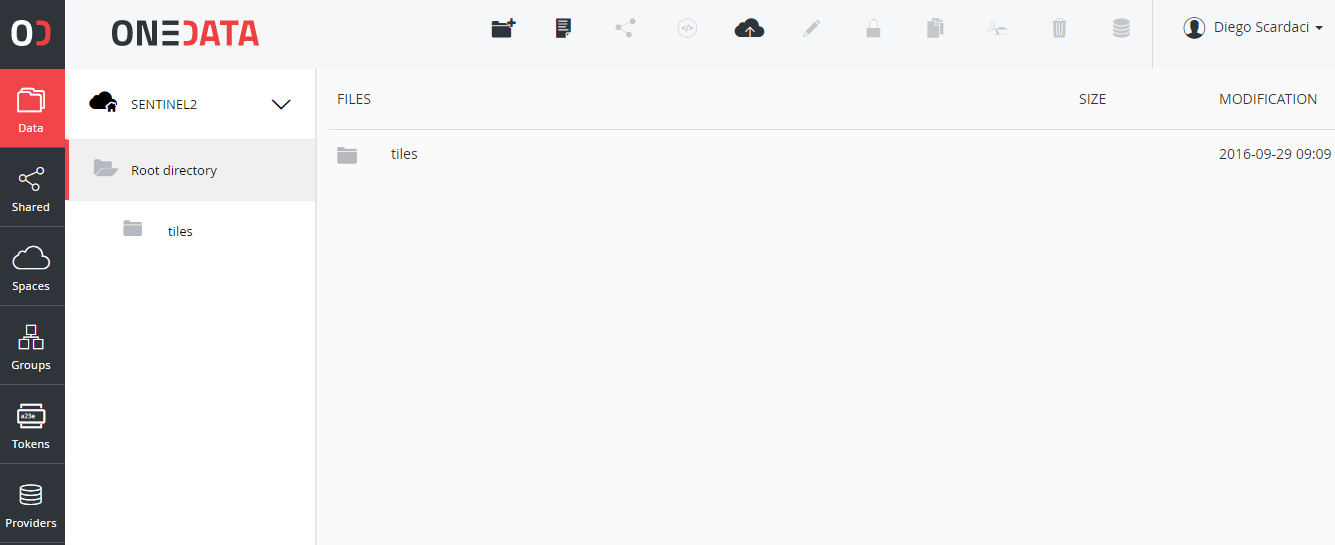 OD
ONEDATA
Diego Scardaci
Data
Shared
Spaces
Groups
a23e
Tokens
Providers
SENTINEL2
Root directory
tiles
FILES SIZE MODIFICATION
tiles 2016-09-29 09:09